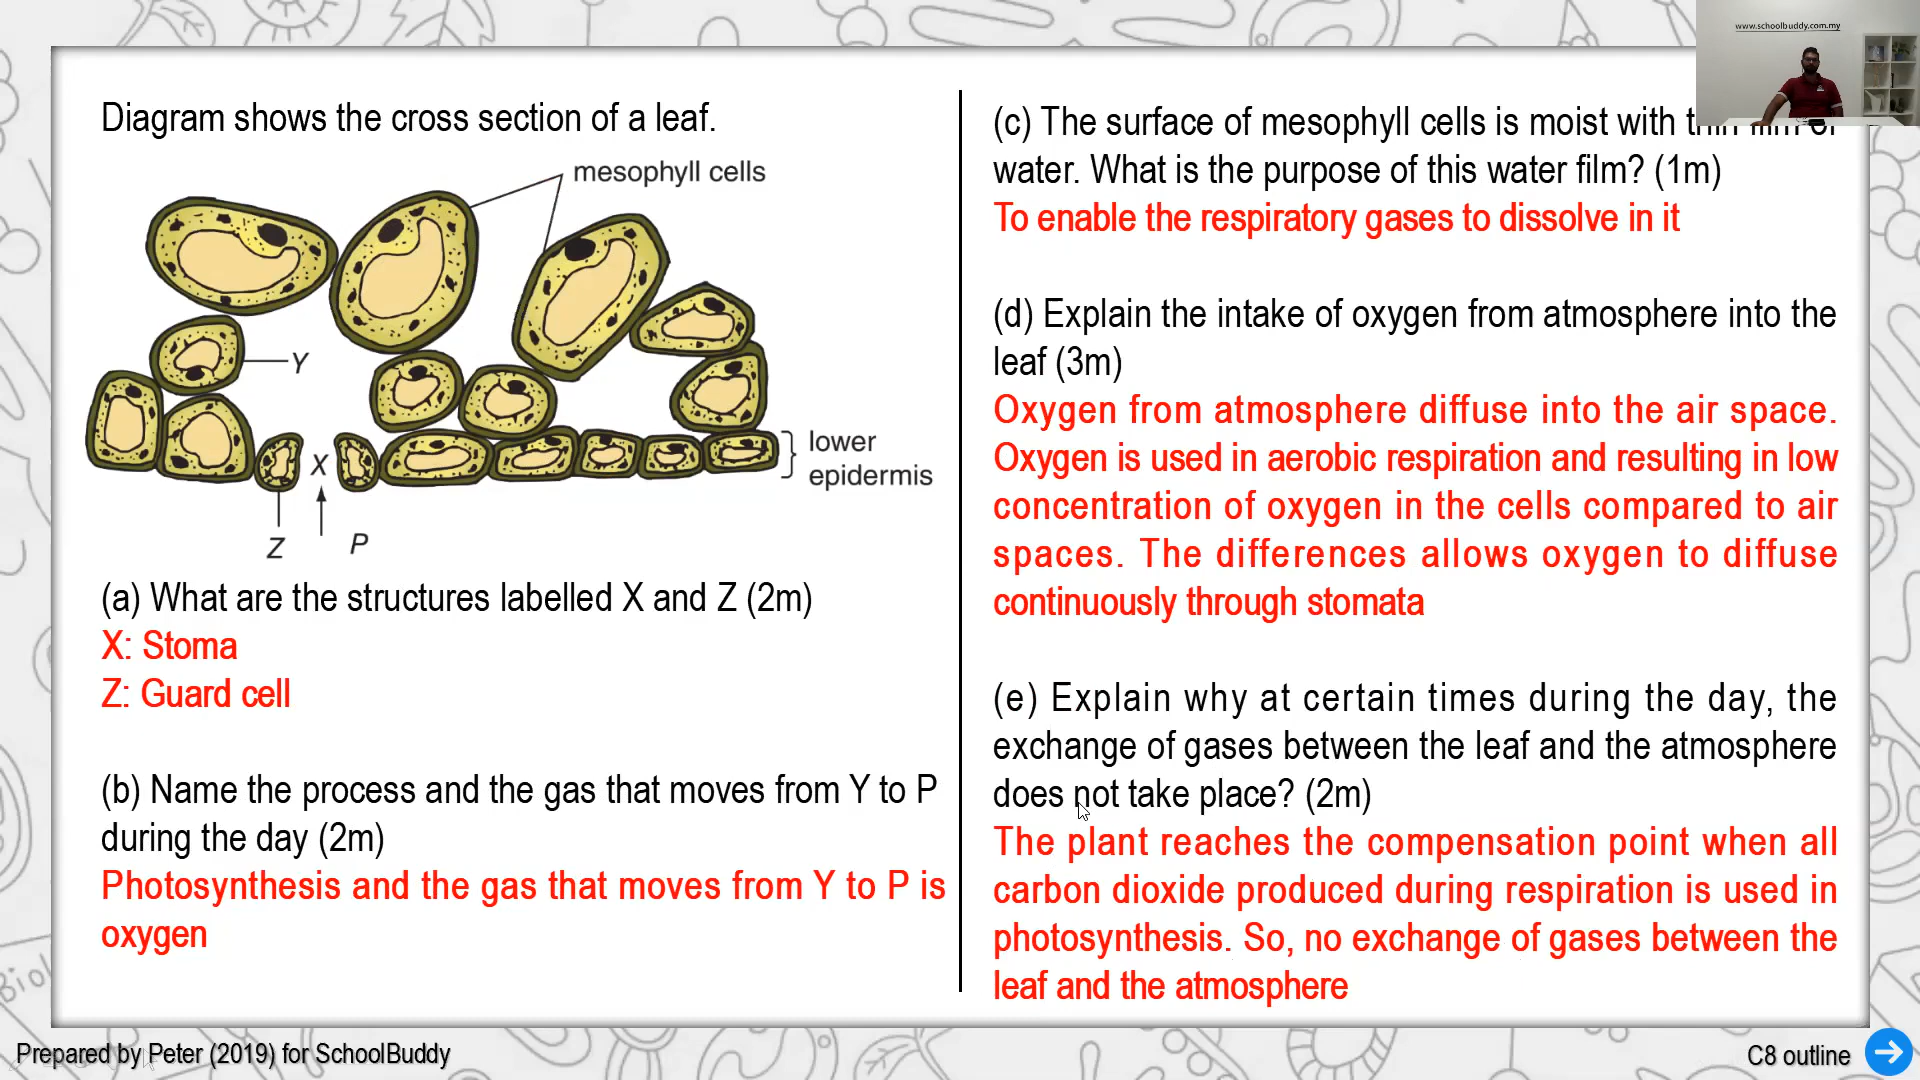 www.schoolbuddy.com.my
Diagram shows the cross section of a leaf.
mesophyll cells
Y
X
lower
epidermis
Z
P
(a) What are the structures labelled X and Z (2m)
X: Stoma
Z: Guard cell
(b) Name the process and the gas that moves from Y to P
during the day (2m)
Photosynthesis and the gas that moves from Y to P is
oxygen
(c) The surface of mesophyll cells is moist with thin film of
water. What is the purpose of this water film? (1m)
To enable the respiratory gases to dissolve in it
(d) Explain the intake of oxygen from atmosphere into the
leaf (3m)
Oxygen from atmosphere diffuse into the air space.
Oxygen is used in aerobic respiration and resulting in low
concentration of oxygen in the cells compared to air
spaces. The differences allows oxygen to diffuse
continuously through stomata
(e) Explain why at certain times during the day, the
exchange of gases between the leaf and the atmosphere
does not take place? (2m)
The plant reaches the compensation point when all
carbon dioxide produced during respiration is used in
photosynthesis. So, no exchange of gases between the
leaf and the atmosphere
Prepared by Peter (2019) for SchoolBuddy
C8 outline